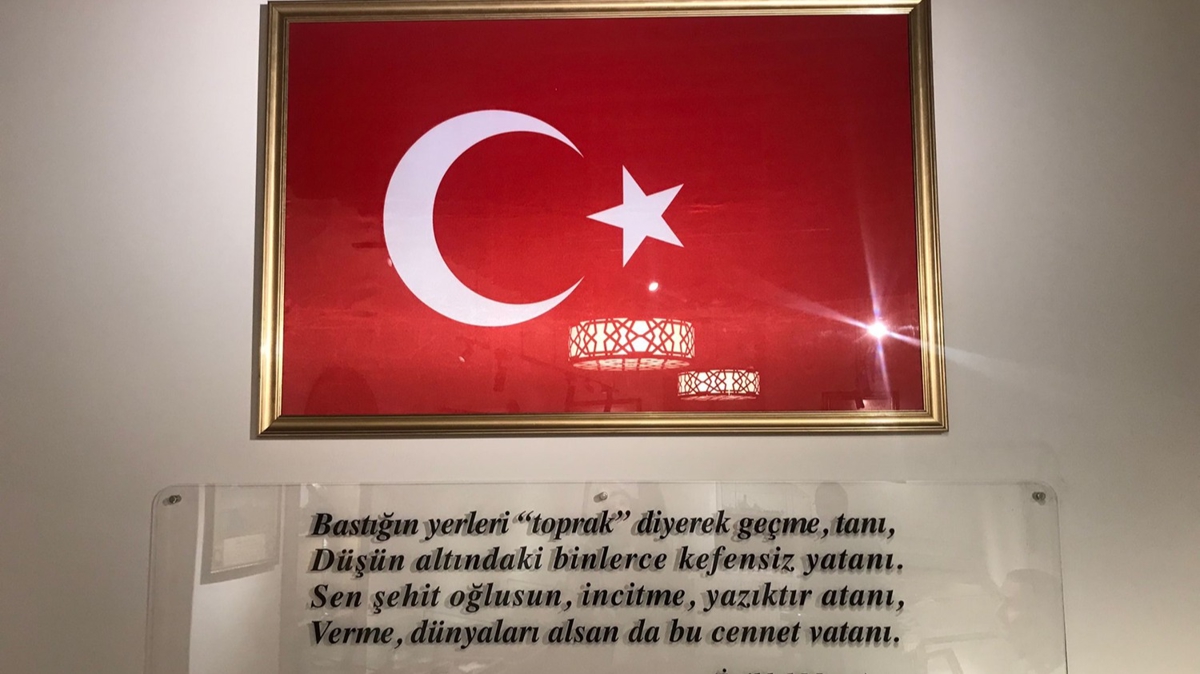 Bastığın yerleri “toprak” diyerek geçme, tanı,
Düşün altındaki binlerce kefensiz yatanı.
Sen şehit oğlusun, incitme, yazıktır atanı,
Verme, dünyaları alsan da bu cennet vatanı.